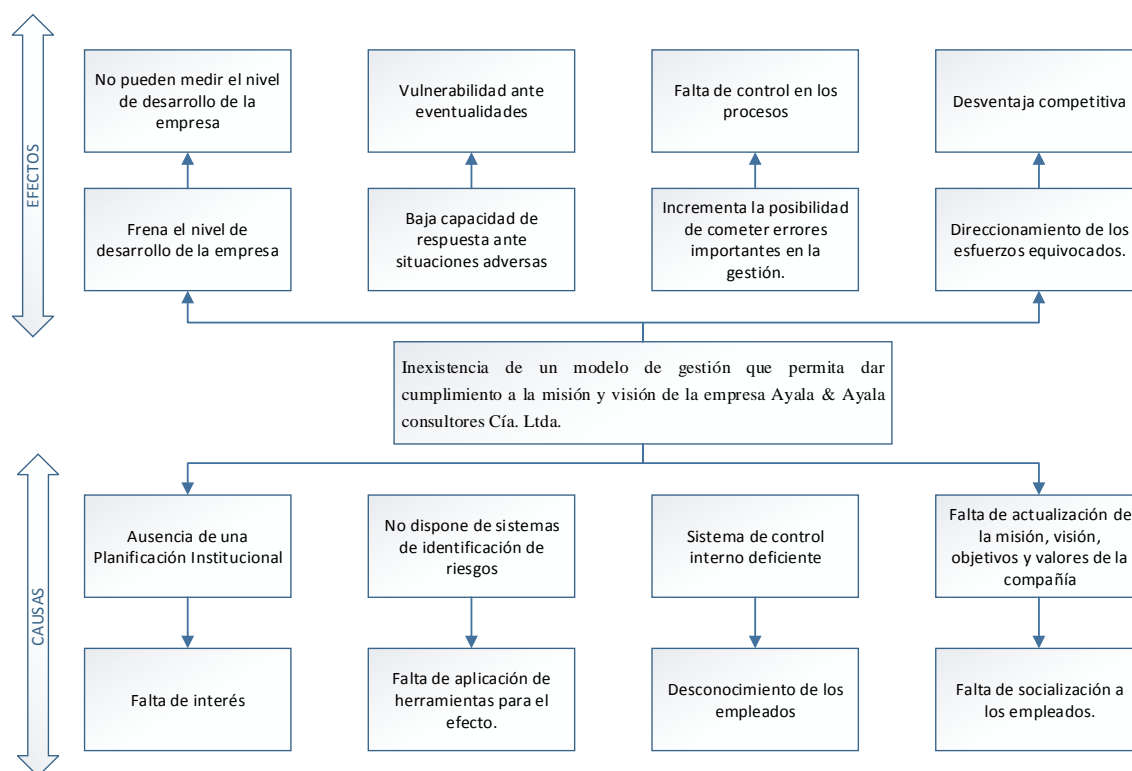 EFECTOS
No pueden medir el nivel
de desarrollo de la
empresa
Vulnerabilidad ante
eventualidades
Falta de control en los
procesos
Desventaja competitiva
Frena el nivel de
desarrollo de la empresa
Baja capacidad de
respuesta ante
situaciones adversas
Incrementa la posibilidad
de cometer errores
importantes en la
gestión.
Direccionamiento de los
esfuerzos equivocados.
Inexistencia de un modelo de gestión que permita dar
cumplimiento a la misión y visión de la empresa Ayala & Ayala
consultores Cía. Ltda.
CAUSAS
Ausencia de una
Planificación Institucional
No dispone de sistemas
de identificación de
riesgos
Sistema de control
interno deficiente
Falta de actualización de
la misión, visión,
objetivos y valores de la
compañía
Falta de interés
Falta de aplicación de
herramientas para el
efecto.
Desconocimiento de los
empleados
Falta de socialización a
los empleados.